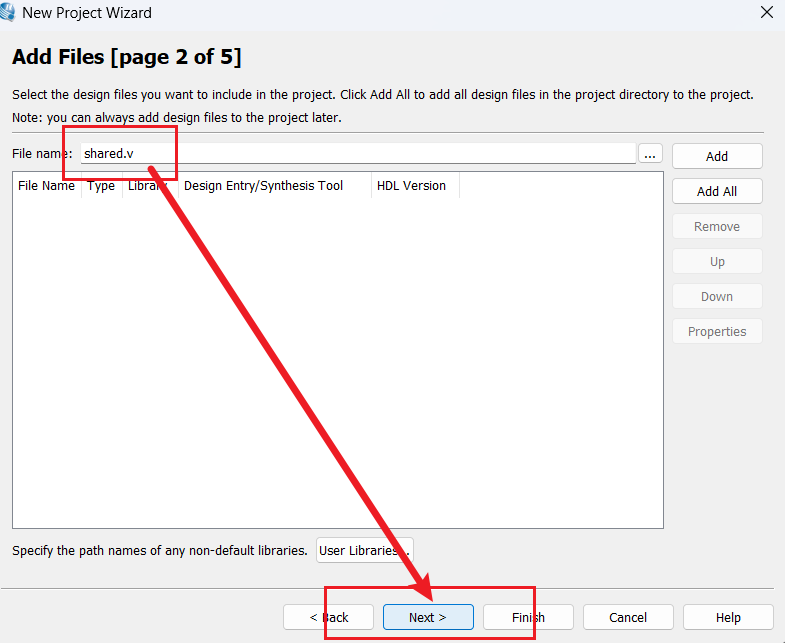 New Project Wizard
Add Files [page 2 of 5]
Select the design files you want to include in the project. Click Add All to add all design files in the project directory to the project.
Note: you can always add design files to the project later.
File name: shared.v ... Add
File Name Type Library Design Entry/Synthesis Tool HDL Version
Add All
Remove
Up
Down
Properties
Specify the path names of any non-default libraries. User Libraries...
< Back Next > Finish Cancel Help